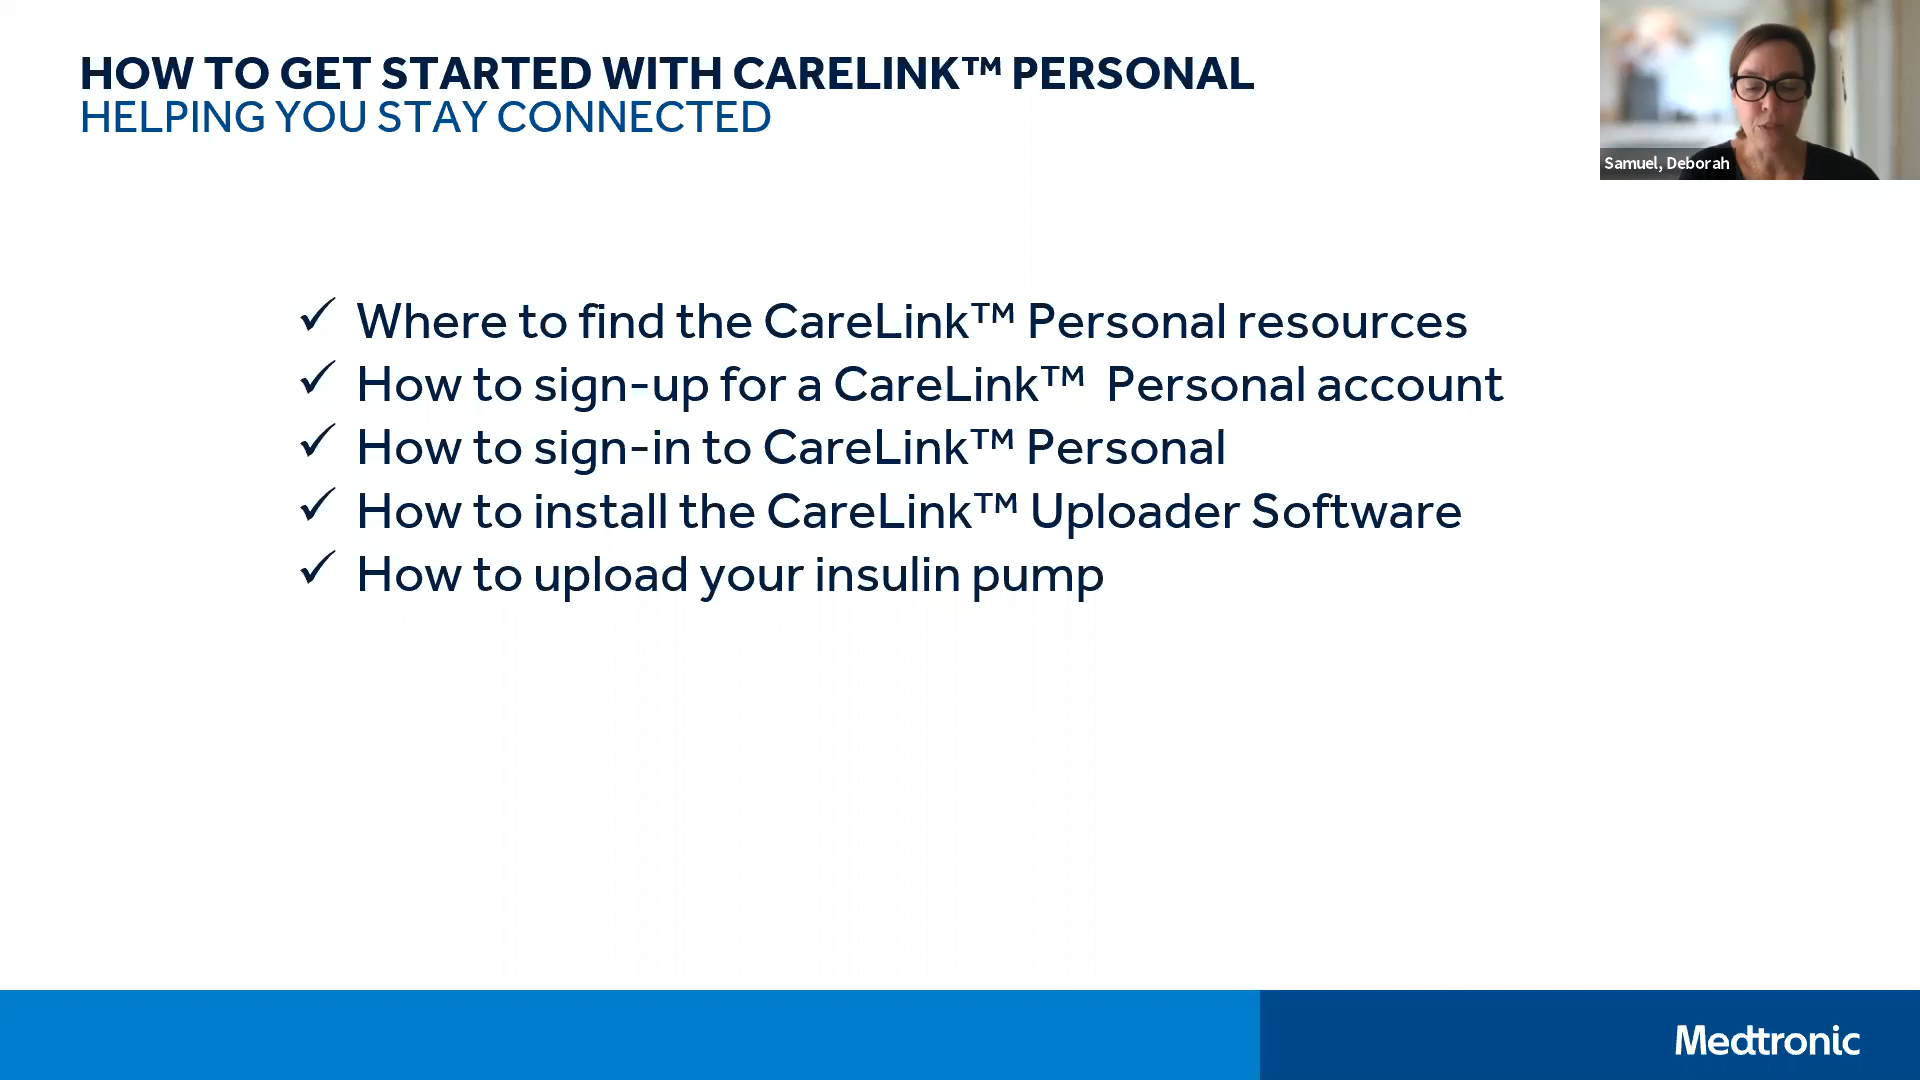 HOW TO GET STARTED WITH CARELINK™ PERSONAL
HELPING YOU STAY CONNECTED
Samuel, Deborah
✓ Where to find the CareLink™ Personal resources
✓ How to sign-up for a CareLink™ Personal account
✓ How to sign-in to CareLink™ Personal
✓ How to install the CareLink™ Uploader Software
✓ How to upload your insulin pump
Medtronic